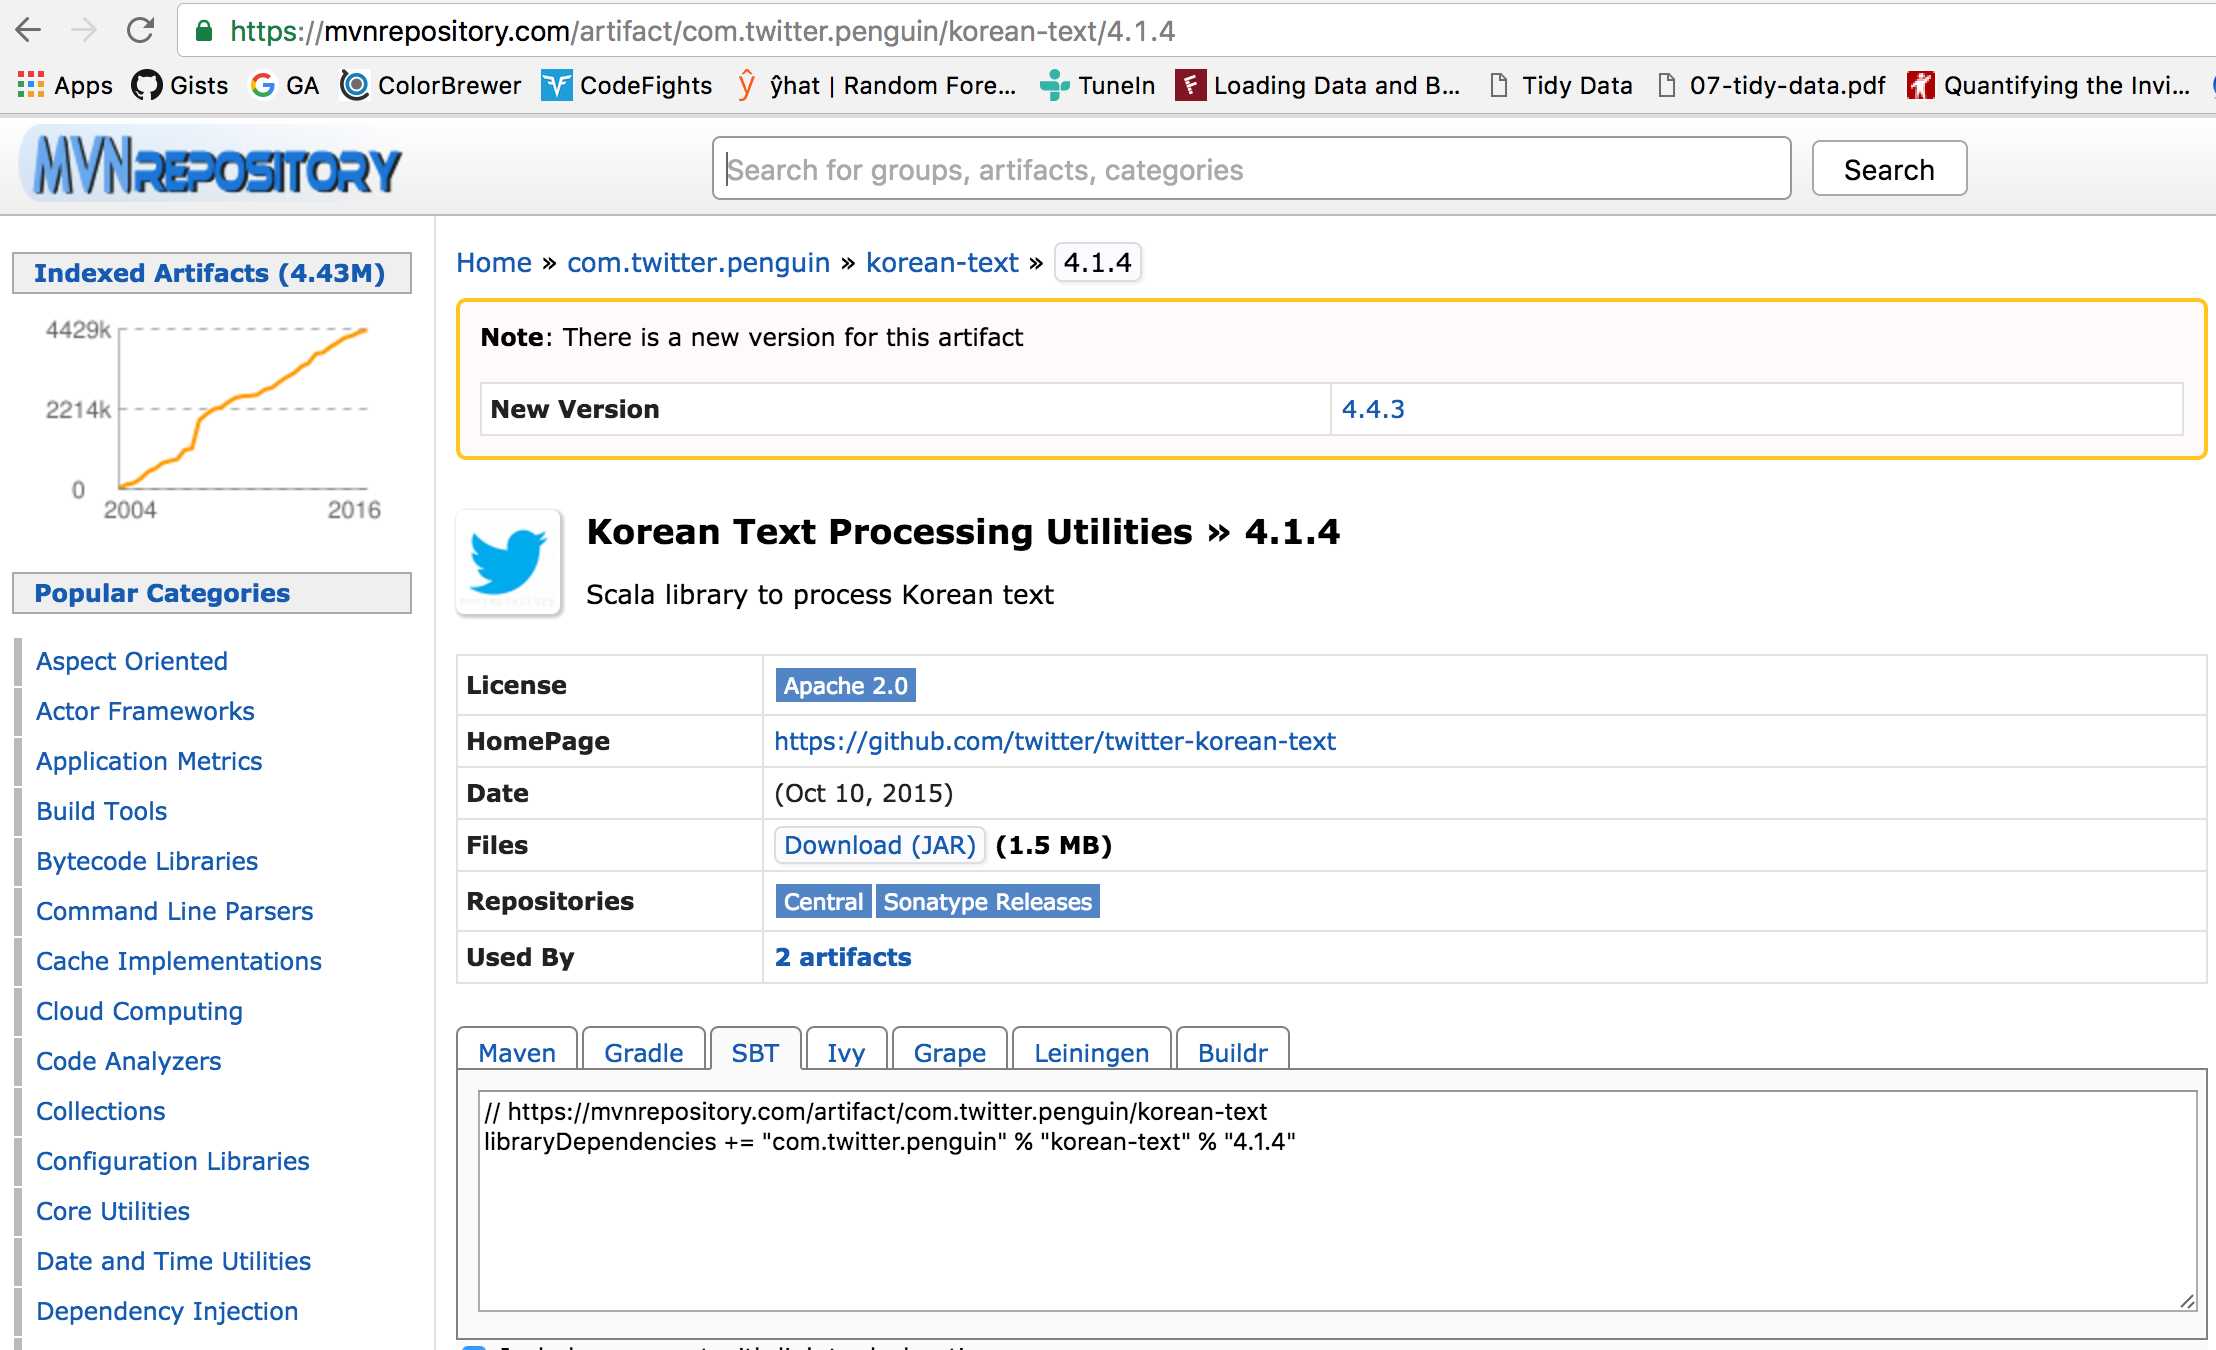 https://mvnrepository.com/artifact/com.twitter.penguin/korean-text/4.1.4
Apps Gists GA ColorBrewer CodeFights ŷhat | Random Fore... TuneIn Loading Data and B... Tidy Data 07-tidy-data.pdf Quantifying the Invi...
MVNREPOSITORY
Search for groups, artifacts, categories
Search
Indexed Artifacts (4.43M)
4429k
2214k
0
2004 2016
Popular Categories
Aspect Oriented
Actor Frameworks
Application Metrics
Build Tools
Bytecode Libraries
Command Line Parsers
Cache Implementations
Cloud Computing
Code Analyzers
Collections
Configuration Libraries
Core Utilities
Date and Time Utilities
Dependency Injection
Home » com.twitter.penguin » korean-text » 4.1.4
Note: There is a new version for this artifact
New Version 4.4.3
Korean Text Processing Utilities » 4.1.4
Scala library to process Korean text
License Apache 2.0
HomePage https://github.com/twitter/twitter-korean-text
Date (Oct 10, 2015)
Files Download (JAR) (1.5 MB)
Repositories Central Sonatype Releases
Used By 2 artifacts
Maven Gradle SBT Ivy Grape Leiningen Buildr
// https://mvnrepository.com/artifact/com.twitter.penguin/korean-text
libraryDependencies += "com.twitter.penguin" % "korean-text" % "4.1.4"